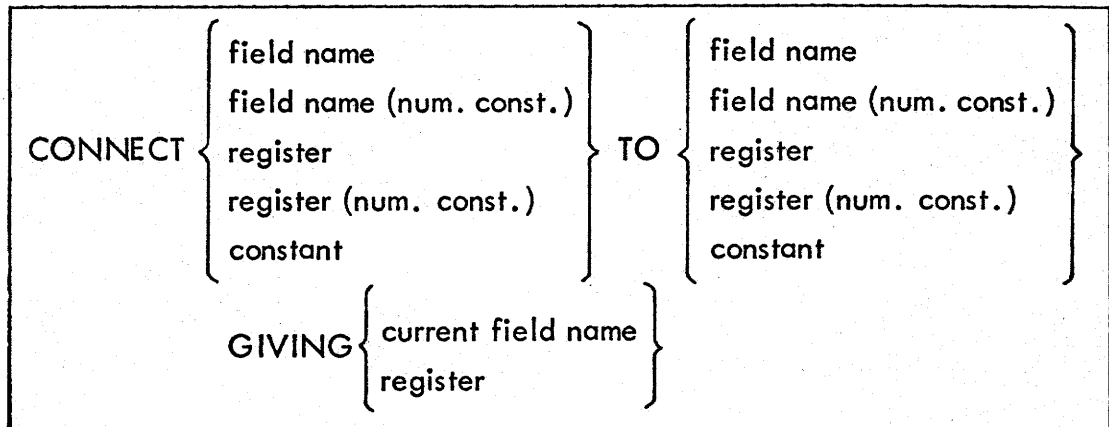 field name field name
field name (num. const.) field name (num. const.)
CONNECT register TO register
register (num. const.) register (num. const.)
constant constant
GIVING current field name
register